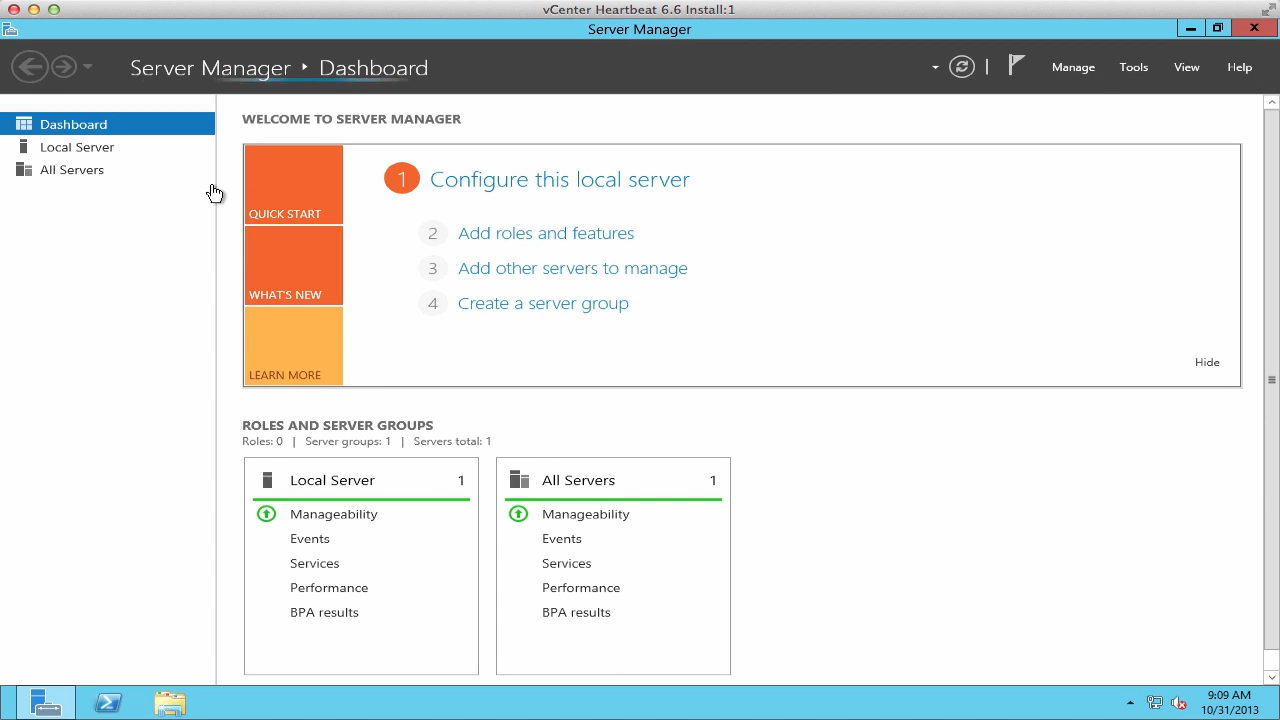 vCenter Heartbeat 6.6 Install:1
Server Manager
Server Manager ‣ Dashboard
Manage
Tools
View
Help
Dashboard
Local Server
All Servers
WELCOME TO SERVER MANAGER
QUICK START
WHAT'S NEW
LEARN MORE
1 Configure this local server
2 Add roles and features
3 Add other servers to manage
4 Create a server group
Hide
ROLES AND SERVER GROUPS
Roles: 0 | Server groups: 1 | Servers total: 1
Local Server 1
Manageability
Events
Services
Performance
BPA results
All Servers 1
Manageability
Events
Services
Performance
BPA results
9:09 AM
10/31/2013